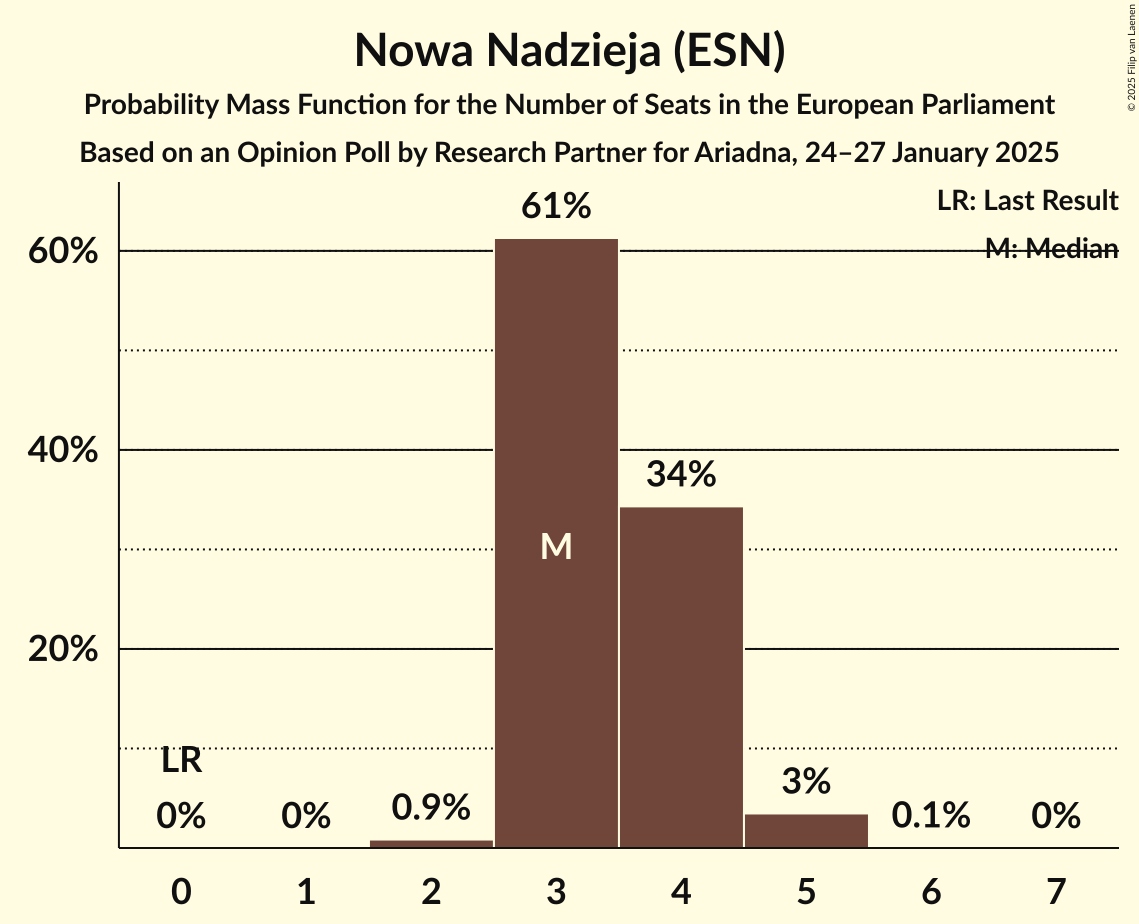 Nowa Nadzieja (ESN)
Probability Mass Function for the Number of Seats in the European Parliament
Based on an Opinion Poll by Research Partner for Ariadna, 24–27 January 2025
© 2025 Filip van Laenen
LR: Last Result
M: Median
61%
60%
40%
34%
M
20%
LR
0%
0%
0.9%
3%
0.1%
0%
0 1 2 3 4 5 6 7